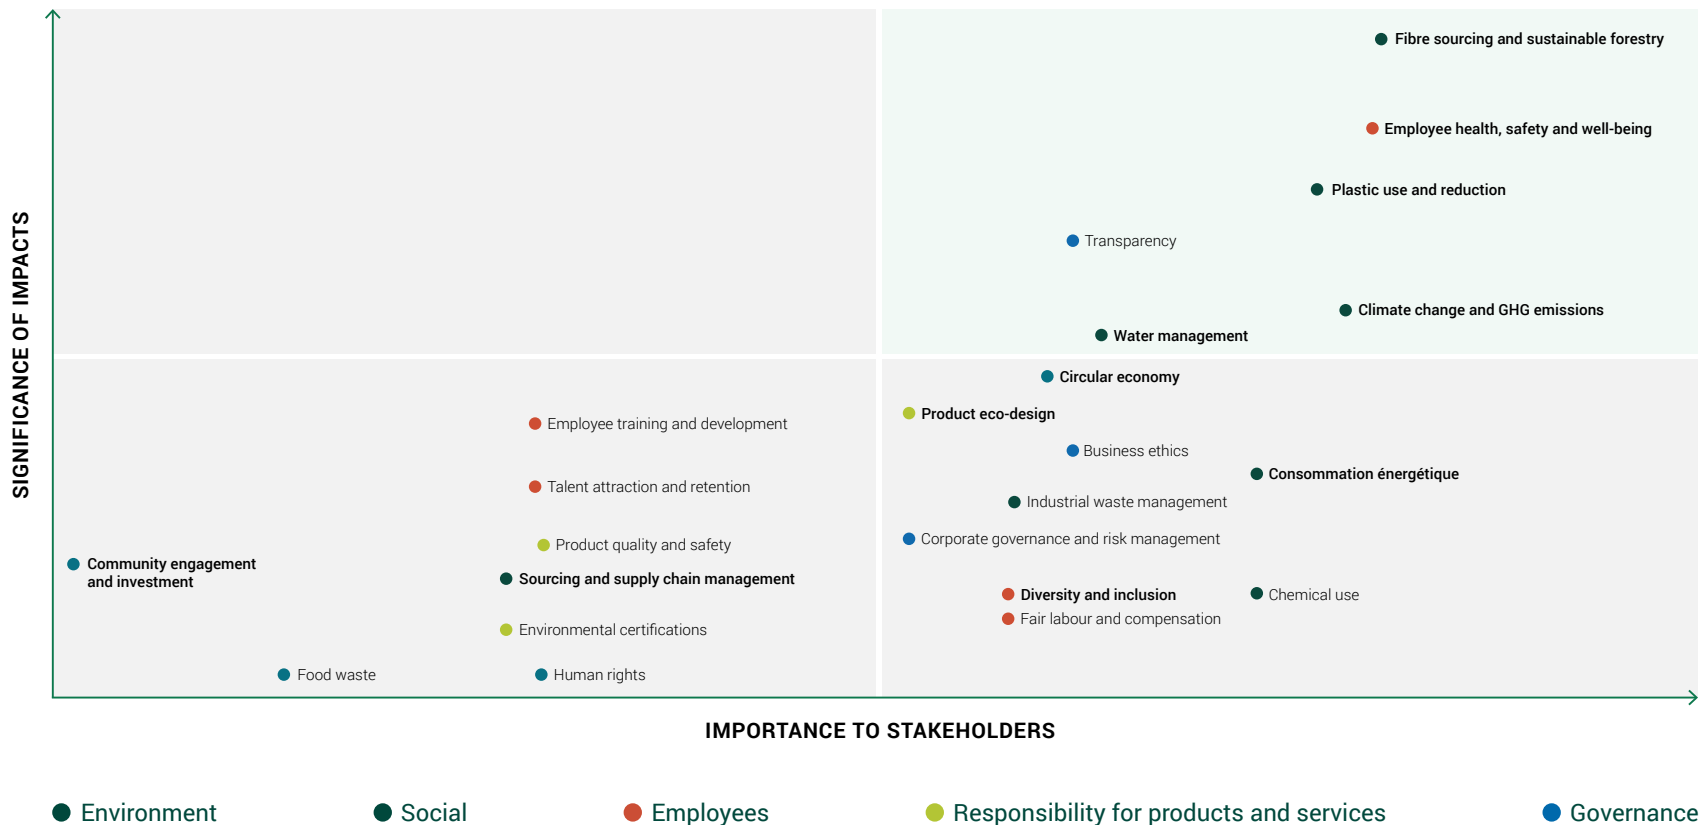 Fibre sourcing and sustainable forestry
Employee health, safety and well-being
Plastic use and reduction
Transparency
Climate change and GHG emissions
Water management
SIGNIFICANCE OF IMPACTS
Circular economy
Product eco-design
Employee training and development
Business ethics
Consommation énergétique
Talent attraction and retention
Industrial waste management
Corporate governance and risk management
Product quality and safety
Community engagement
and investment
Sourcing and supply chain management
Diversity and inclusion
Chemical use
Fair labour and compensation
Environmental certifications
Food waste
Human rights
IMPORTANCE TO STAKEHOLDERS
Environment
Social
Employees
Responsibility for products and services
Governance